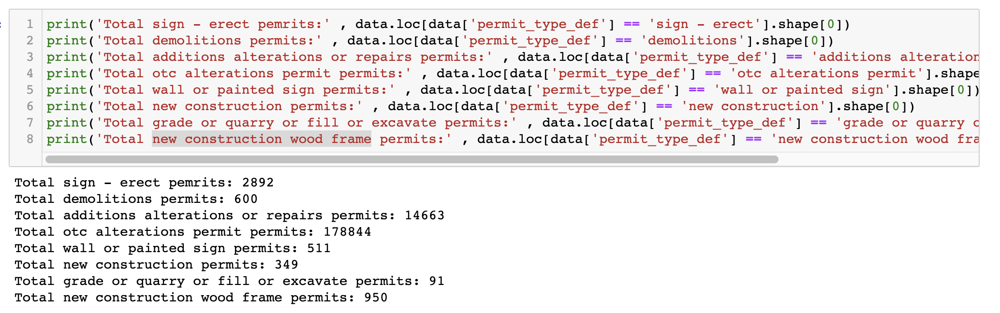 1 print('Total sign - erect pemrits:' , data.loc[data['permit_type_def'] == 'sign - erect'].shape[0])
2 print('Total demolitions permits:' , data.loc[data['permit_type_def'] == 'demolitions'].shape[0])
3 print('Total additions alterations or repairs permits:' , data.loc[data['permit_type_def'] == 'additions alteration
4 print('Total otc alterations permit permits:' , data.loc[data['permit_type_def'] == 'otc alterations permit'].shape
5 print('Total wall or painted sign permits:' , data.loc[data['permit_type_def'] == 'wall or painted sign'].shape[0])
6 print('Total new construction permits:' , data.loc[data['permit_type_def'] == 'new construction'].shape[0])
7 print('Total grade or quarry or fill or excavate permits:' , data.loc[data['permit_type_def'] == 'grade or quarry
8 print('Total new construction wood frame permits:' , data.loc[data['permit_type_def'] == 'new construction wood fra
Total sign - erect pemrits: 2892
Total demolitions permits: 600
Total additions alterations or repairs permits: 14663
Total otc alterations permit permits: 178844
Total wall or painted sign permits: 511
Total new construction permits: 349
Total grade or quarry or fill or excavate permits: 91
Total new construction wood frame permits: 950